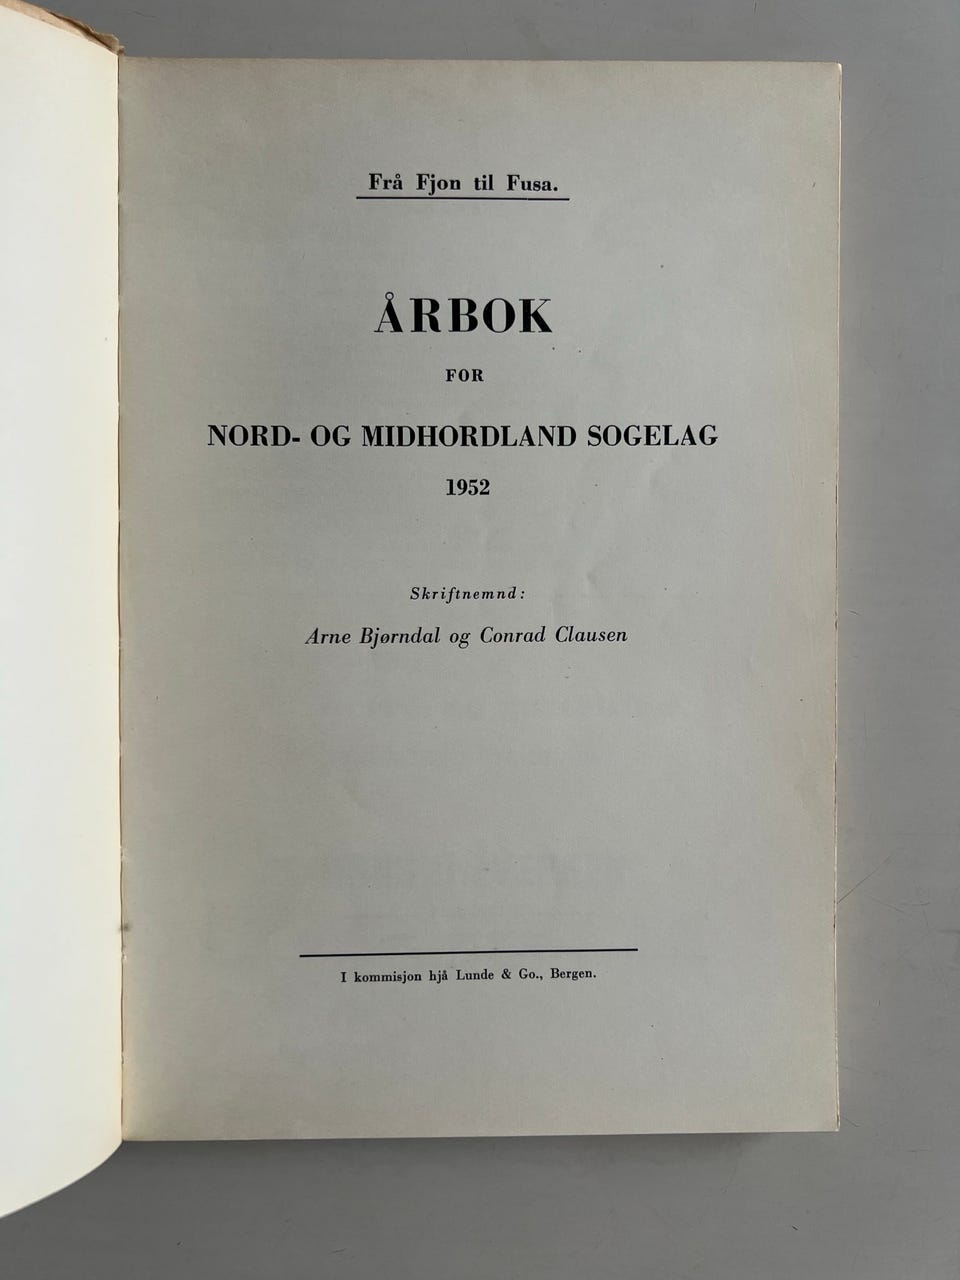 Frå Fjon til Fusa.
ÅRBOK
FOR
NORD- OG MIDHORDLAND SOGELAG
1952
Skriftnemnd:
Arne Bjørndal og Conrad Clausen
I kommisjon hjå Lunde & Go., Bergen.